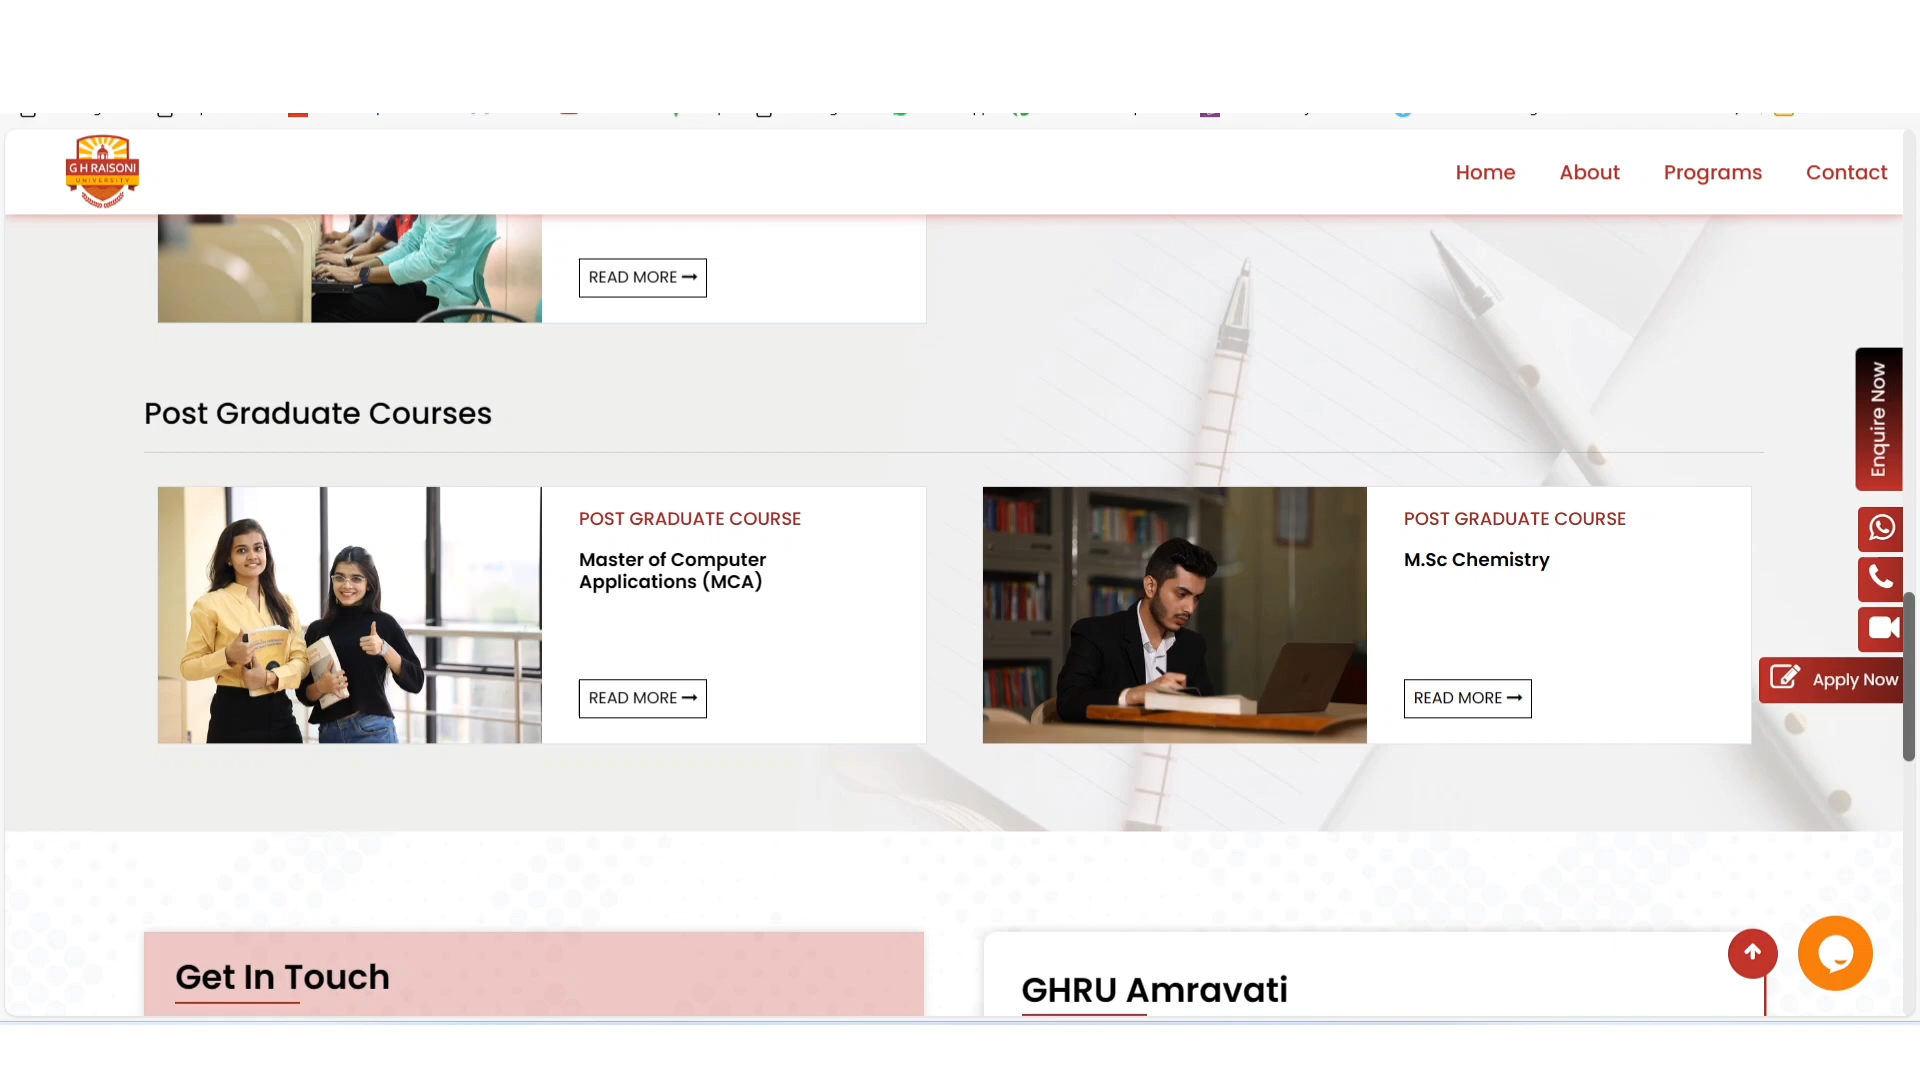 G H RAISONI
UNIVERSITY
Home
About
Programs
Contact
READ MORE
Post Graduate Courses
POST GRADUATE COURSE
Master of Computer
Applications (MCA)
READ MORE
POST GRADUATE COURSE
M.Sc Chemistry
READ MORE
Enquire Now
Apply Now
Get In Touch
GHRU Amravati